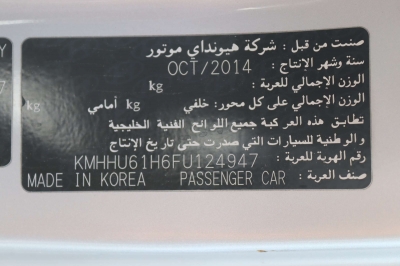 صنعت من قبل : شركة هيونداي موتور
سنة وشهر الإنتاج: OCT/2014
الوزن الإجمالي للعربة : kg
الوزن الإجمالي على كل محور: خلفي kg أمامي kg
تطابق هذه المركبة جميع اللوائح الفنية الخليجية
والوطنية للسيارات التي صدرت حتى تاريخ الإنتاج
رقم الهوية للعربة : KMHHU61H6FU124947
صنف العربة : PASSENGER CAR MADE IN KOREA
Y
7